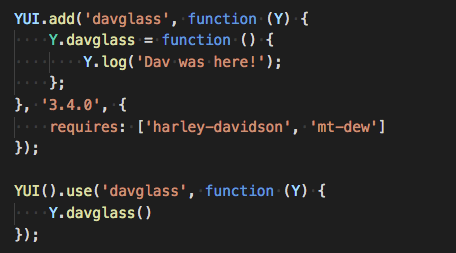 YUI.add('davglass', function (Y) {
    Y.davglass = function () {
        Y.log('Dav was here!');
    };
}, '3.4.0', {
    requires: ['harley-davidson', 'mt-dew']
});

YUI().use('davglass', function (Y) {
    Y.davglass()
});